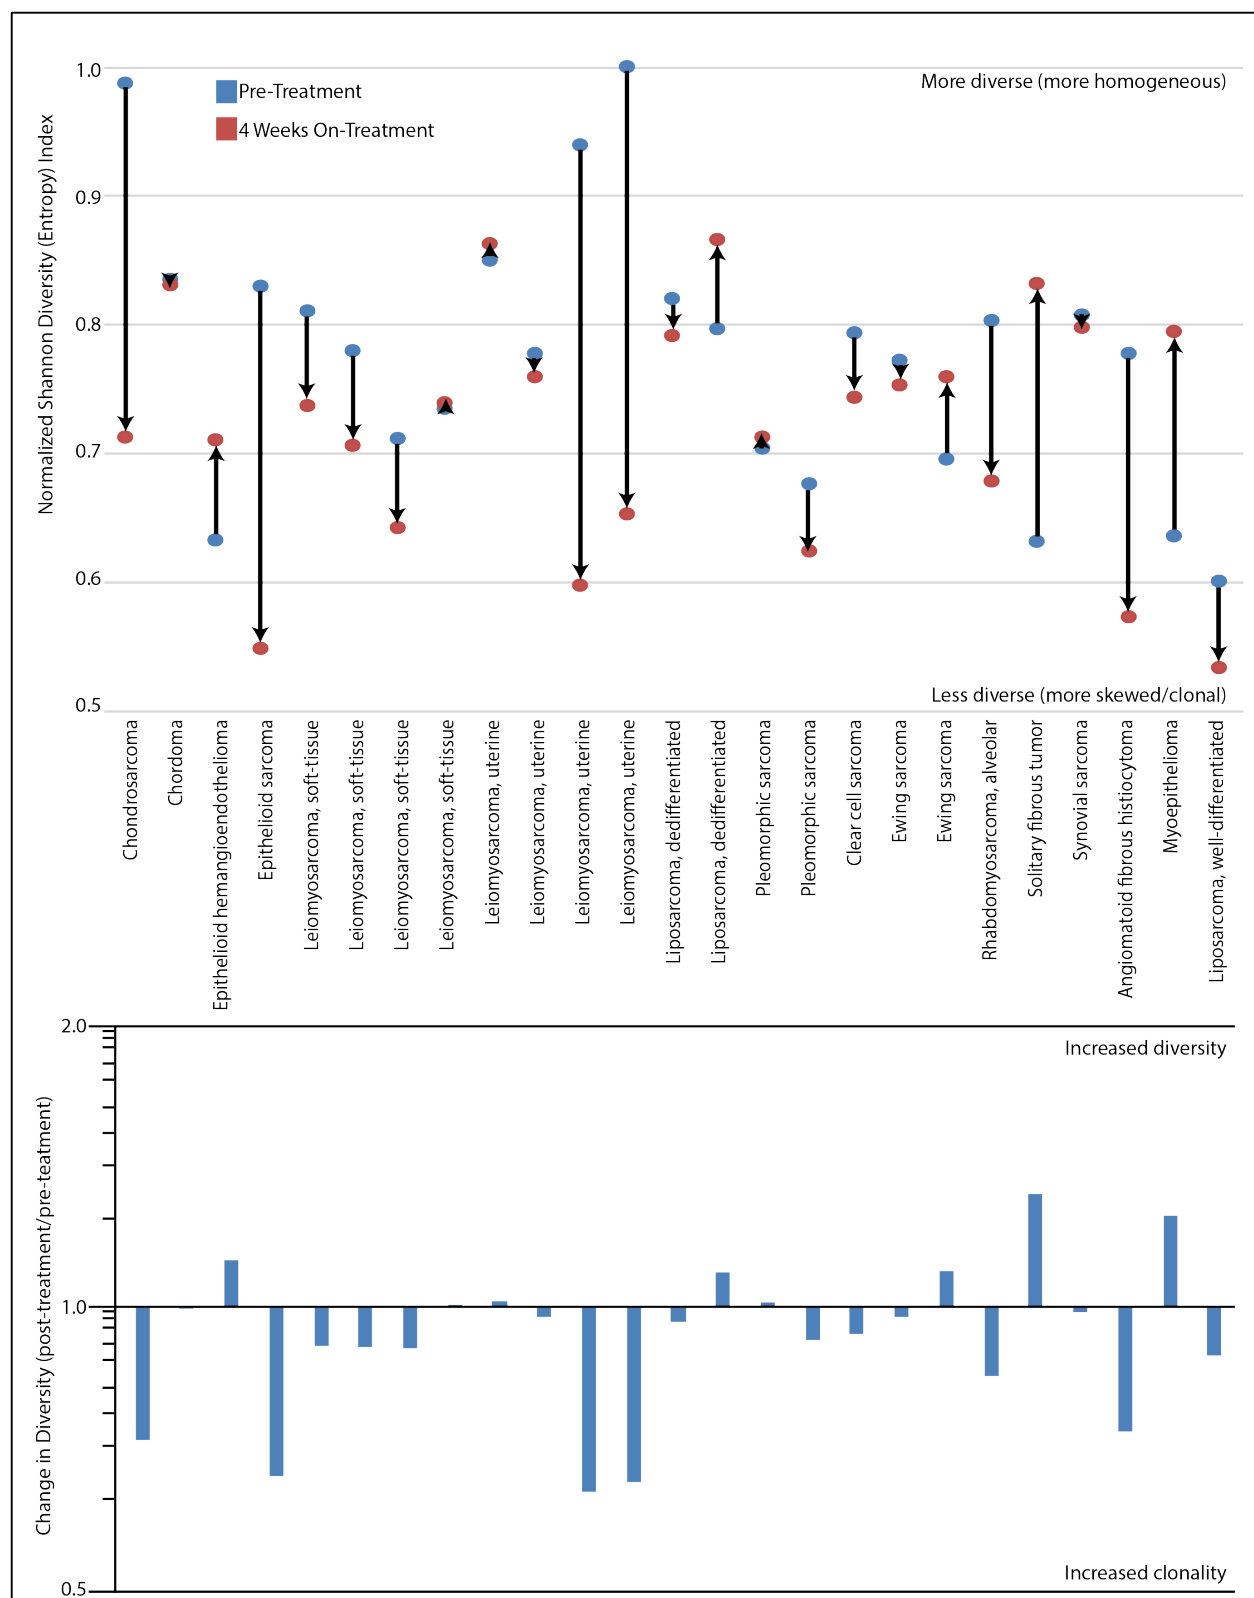 1.0
0.9
0.8
0.7
0.6
0.5
Normalized Shannon Diversity (Entropy) Index
Pre-Treatment
4 Weeks On-Treatment
More diverse (more homogeneous)
Less diverse (more skewed/clonal)
Chondrosarcoma
Chordoma
Epithelioid hemangioendothelioma
Epithelioid sarcoma
Leiomyosarcoma, soft-tissue
Leiomyosarcoma, soft-tissue
Leiomyosarcoma, soft-tissue
Leiomyosarcoma, soft-tissue
Leiomyosarcoma, uterine
Leiomyosarcoma, uterine
Leiomyosarcoma, uterine
Leiomyosarcoma, uterine
Liposarcoma, dedifferentiated
Liposarcoma, dedifferentiated
Pleomorphic sarcoma
Pleomorphic sarcoma
Clear cell sarcoma
Ewing sarcoma
Ewing sarcoma
Rhabdomyosarcoma, alveolar
Solitary fibrous tumor
Synovial sarcoma
Angiomatoid fibrous histiocytoma
Myoepithelioma
Liposarcoma, well-differentiated
2.0
1.0
0.5
Change in Diversity (post-treatment/pre-teatment)
Increased diversity
Increased clonality